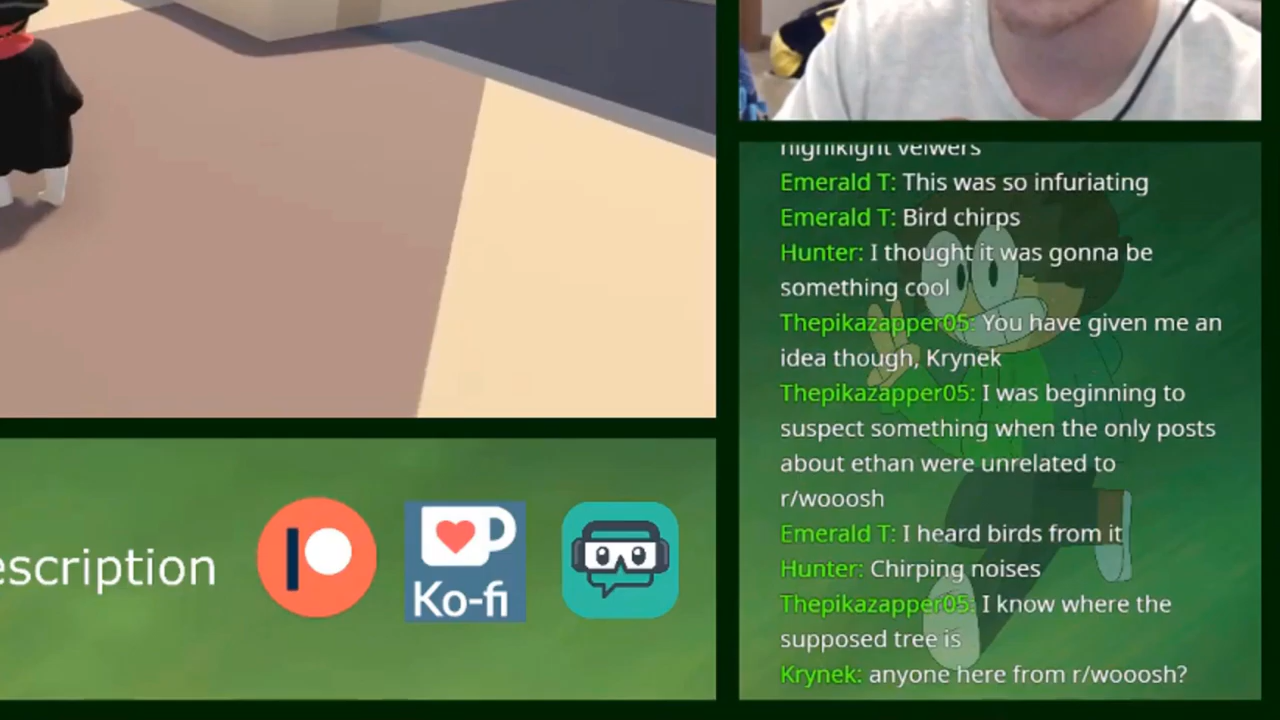 highlkight veiwers
Emerald T: This was so infuriating
Emerald T: Bird chirps
Hunter: I thought it was gonna be
something cool
Thepikazapper05: You have given me an
idea though, Krynek
Thepikazapper05: I was beginning to
suspect something when the only posts
about ethan were unrelated to
r/wooosh
Emerald T: I heard birds from it
Hunter: Chirping noises
Thepikazapper05: I know where the
supposed tree is
Krynek: anyone here from r/wooosh?
escription
Ko-fi